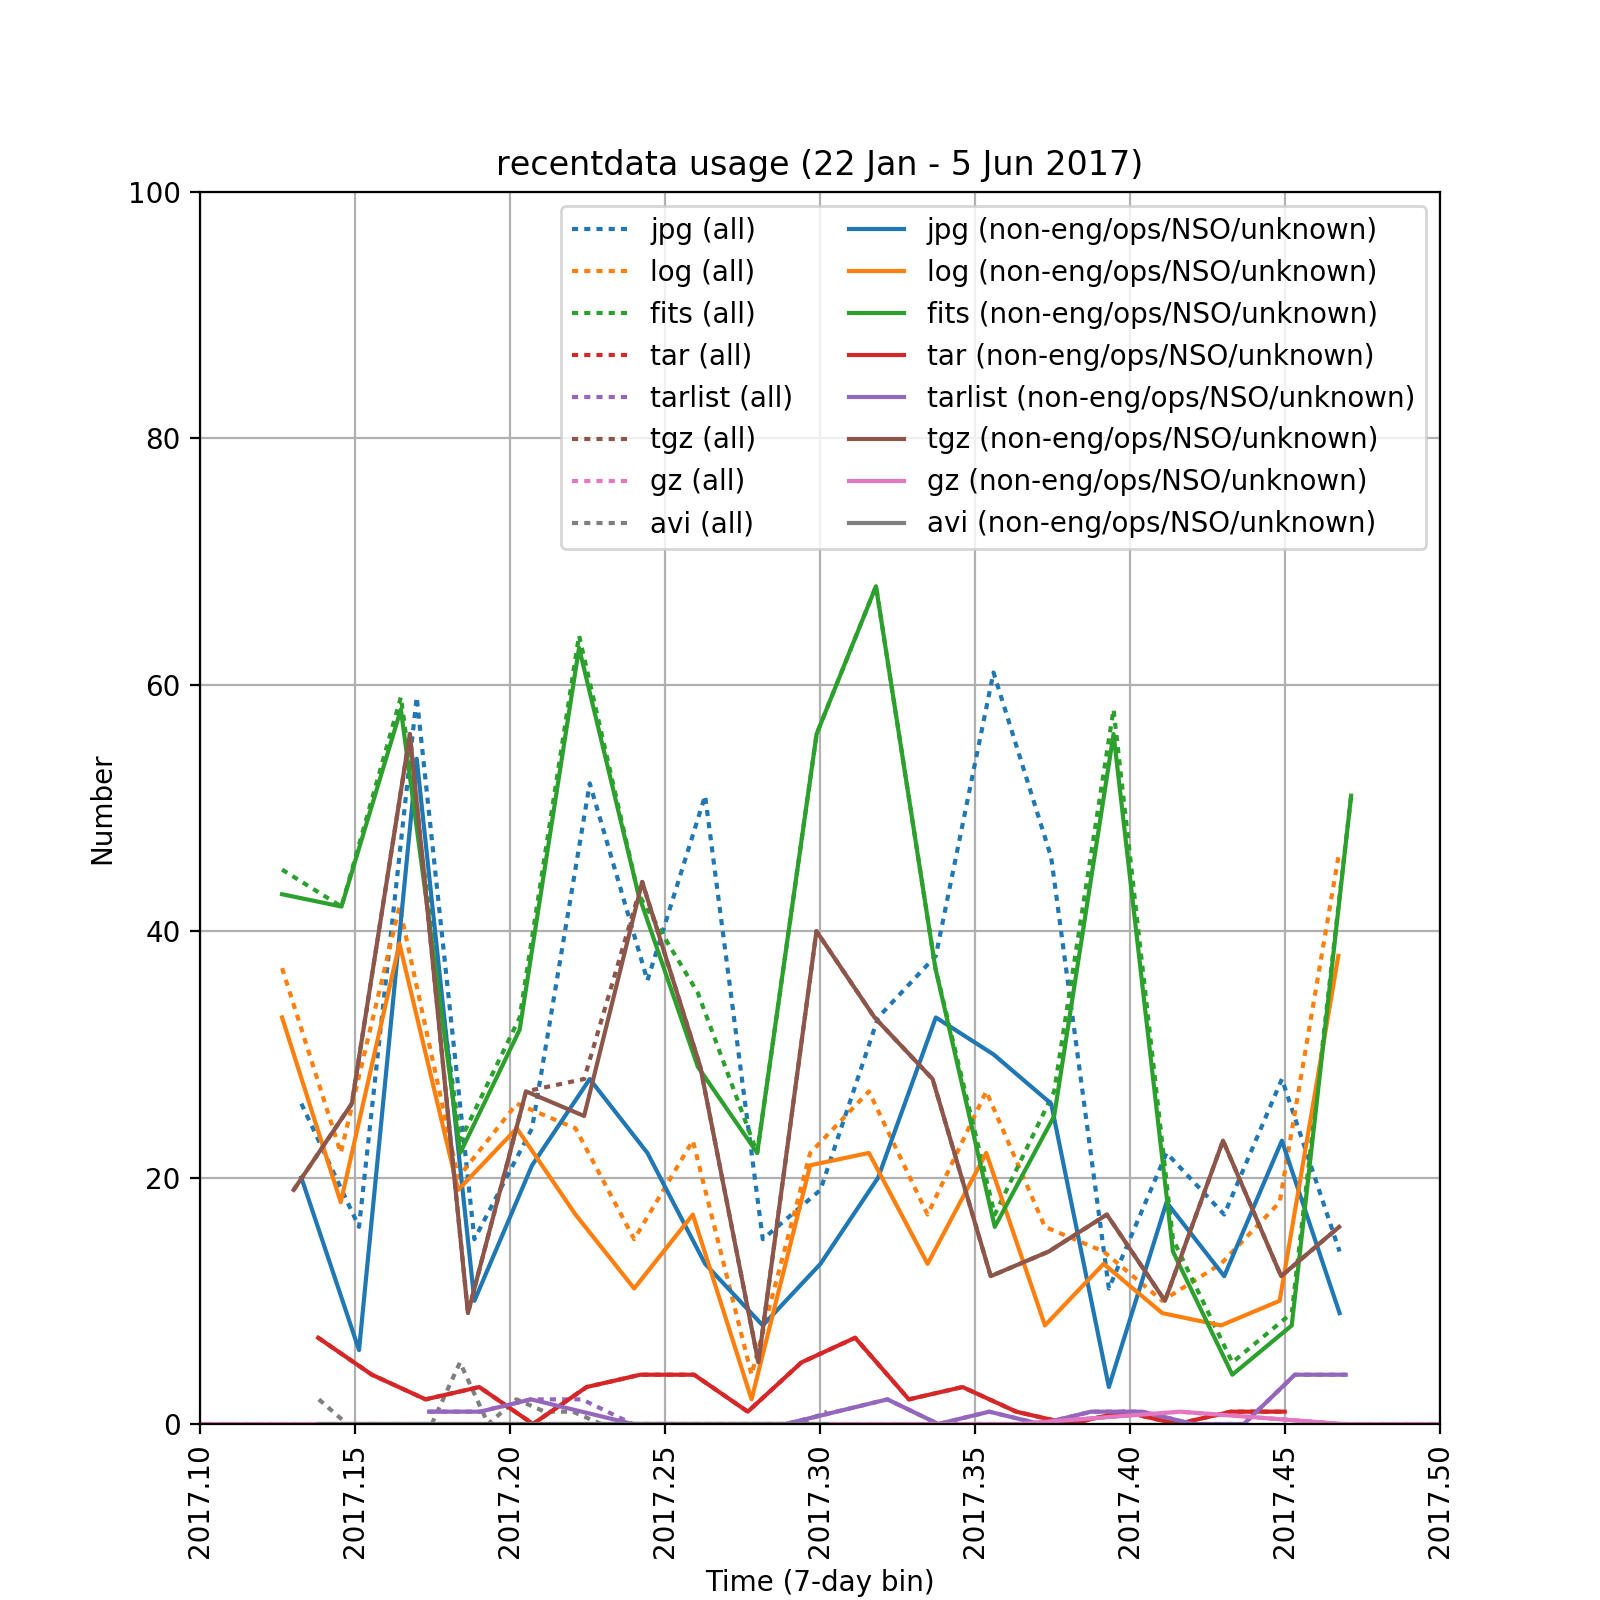 recentdata usage (22 Jan - 5 Jun 2017)
100
80
60
40
20
0
Number
jpg (all)
log (all)
fits (all)
tar (all)
tarlist (all)
tgz (all)
gz (all)
avi (all)
jpg (non-eng/ops/NSO/unknown)
log (non-eng/ops/NSO/unknown)
fits (non-eng/ops/NSO/unknown)
tar (non-eng/ops/NSO/unknown)
tarlist (non-eng/ops/NSO/unknown)
tgz (non-eng/ops/NSO/unknown)
gz (non-eng/ops/NSO/unknown)
avi (non-eng/ops/NSO/unknown)
2017.10
2017.15
2017.20
2017.25
2017.30
2017.35
2017.40
2017.45
2017.50
Time (7-day bin)